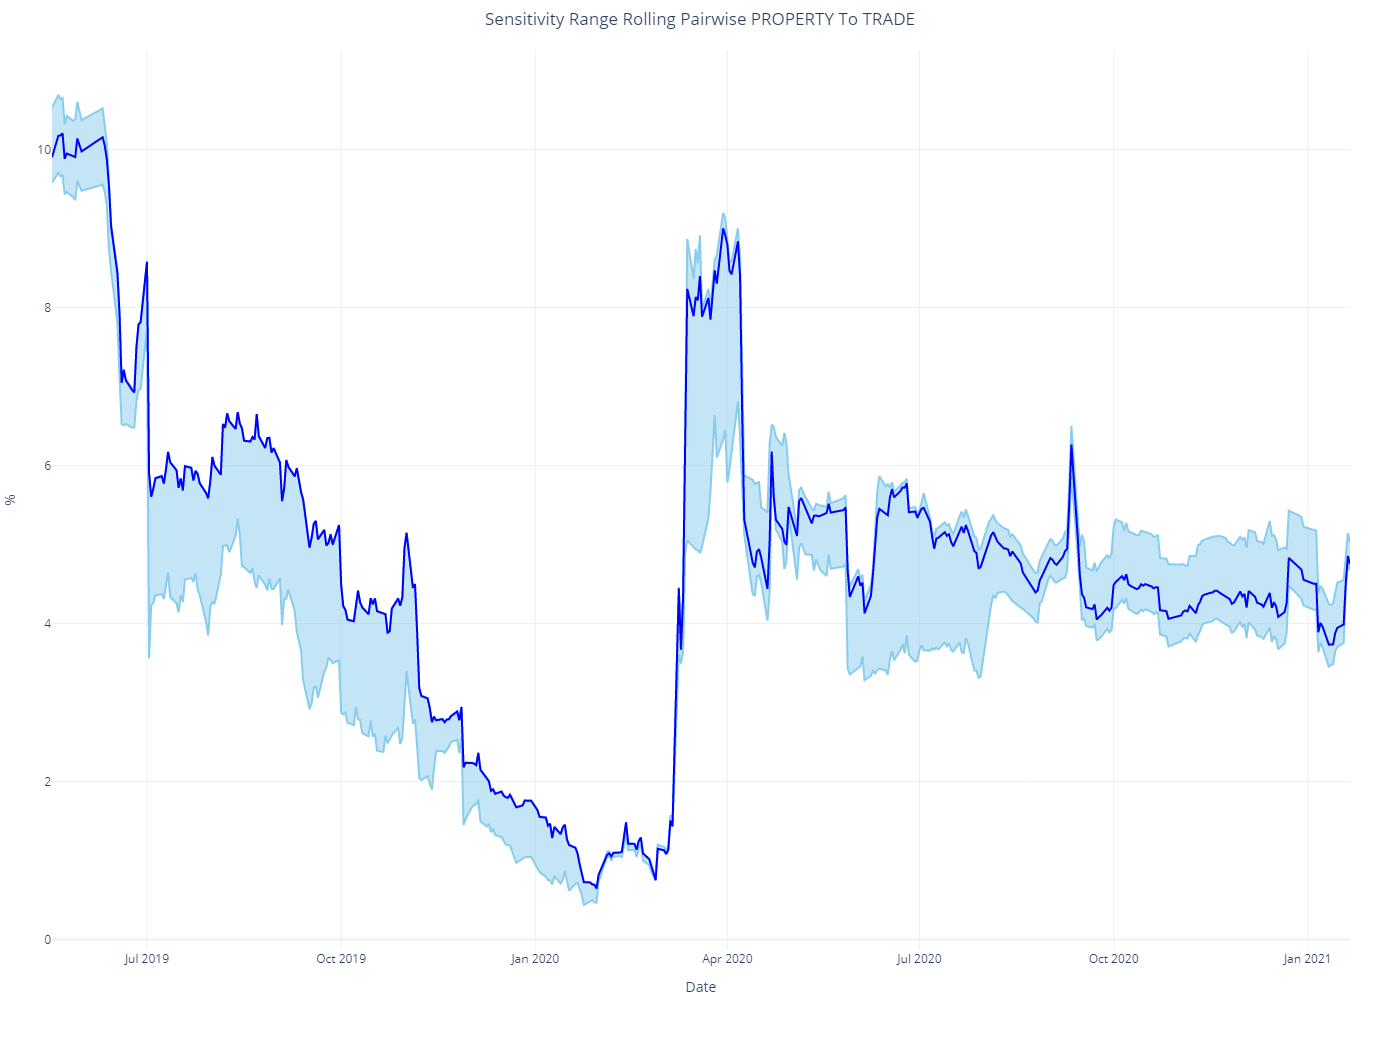 Sensitivity Range Rolling Pairwise PROPERTY To TRADE
10
8
6
4
2
0
%
Jul 2019
Oct 2019
Jan 2020
Apr 2020
Jul 2020
Oct 2020
Jan 2021
Date